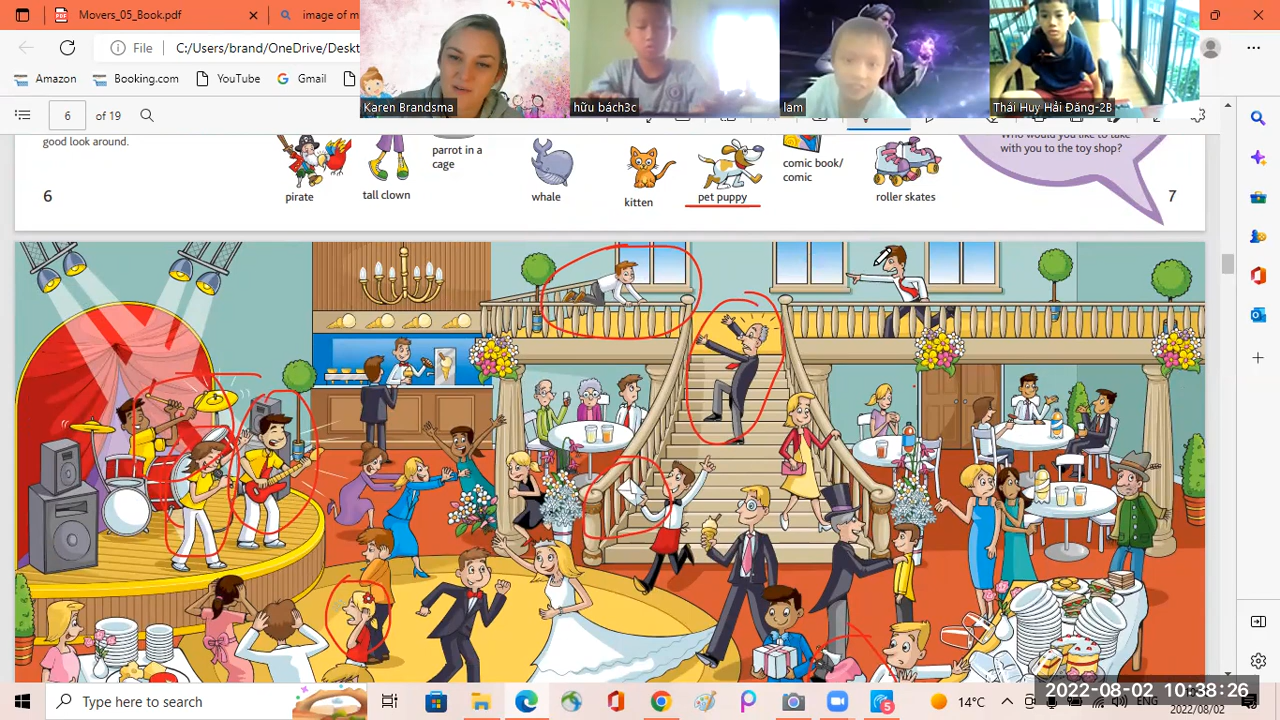 Movers_05_Book.pdf
image of m
File
C:/Users/brand/OneDrive/Deskt
Amazon
Booking.com
YouTube
Gmail
Karen Brandsma
hữu bách3c
lam
Thái Huy Hải Đăng-2B
6
of 19
good look around.
parrot in a
cage
comic book/
comic
Who would you like to take
with you to the toy shop?
6
pirate
tall clown
whale
kitten
pet puppy
roller skates
7
Type here to search
5
14°C
ENG
2022-08-02 10:38:26
2022/08/02